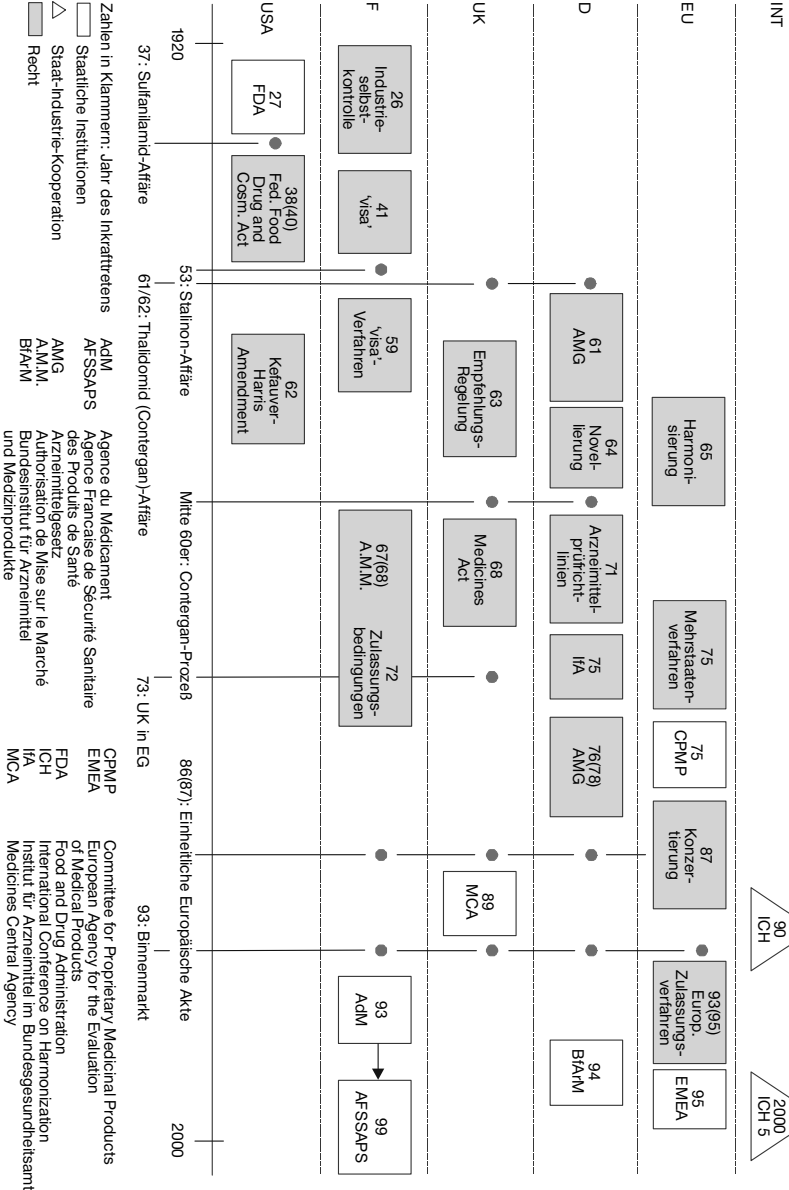 INT
90
ICH
2000
ICH 5
EU
65
Harmoni-
sierung
75
Mehrstaaten-
verfahren
75
CPMP
87
Konzer-
tierung
93(95)
Europ.
Zulassungs-
verfahren
95
EMEA
D
61
AMG
64
Novel-
lierung
71
Arzneimittel-
prüfricht-
linien
75
IfA
76(78)
AMG
94
BfArM
UK
63
Empfehlungs-
Regelung
68
Medicines
Act
89
MCA
F
26
Industrie-
selbst-
kontrolle
41
'visa'
59
'visa'-
Verfahren
67(68)
A.M.M.
72
Zulassungs-
bedingungen
93
AdM
99
AFSSAPS
USA
27
FDA
38(40)
Fed. Food
Drug and
Cosm. Act
62
Kefauver-
Harris
Amendment
1920
2000
53: Stalinon-Affäre
Mitte 60er: Contergan-Prozeß
86(87): Einheitliche Europäische Akte
37: Sulfanilamid-Affäre
61/62: Thalidomid (Contergan)-Affäre
73: UK in EG
93: Binnenmarkt
Zahlen in Klammern: Jahr des Inkrafttretens
Staatliche Institutionen
Staat-Industrie-Kooperation
Recht
AdM Agence du Médicament
AFSSAPS Agence Francaise de Sécurité Sanitaire
des Produits de Santé
AMG Arzneimittelgesetz
A.M.M. Authorisation de Mise sur le Marché
BfArM Bundesinstitut für Arzneimittel
und Medizinprodukte
CPMP Committee for Proprietary Medicinal Products
EMEA European Agency for the Evaluation
of Medical Products
FDA Food and Drug Administration
ICH International Conference on Harmonization
IfA Institut für Arzneimittel im Bundesgesundheitsamt
MCA Medicines Central Agency